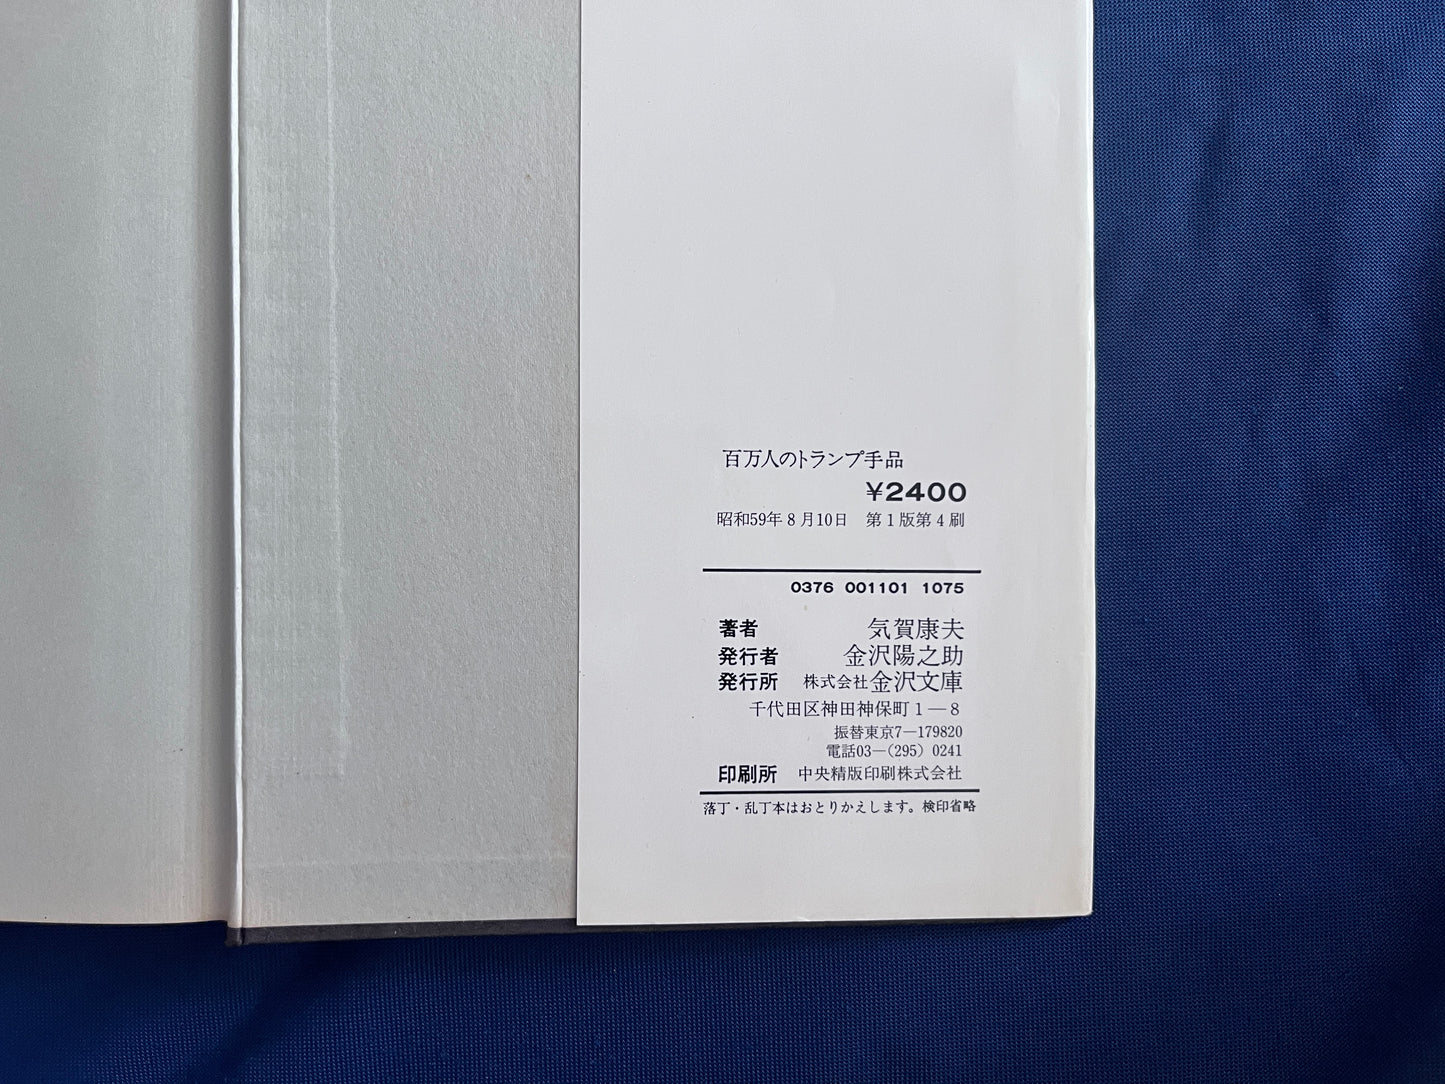 百万人のトランプ手品
¥2400
昭和59年8月10日　第1版第4刷
0376 001101 1075
著者　気賀康夫
発行者　金沢陽之助
発行所　株式会社金沢文庫
千代田区神田神保町1―8
振替東京7―179820
電話03―(295) 0241
印刷所　中央精版印刷株式会社
落丁・乱丁本はおとりかえします。検印省略